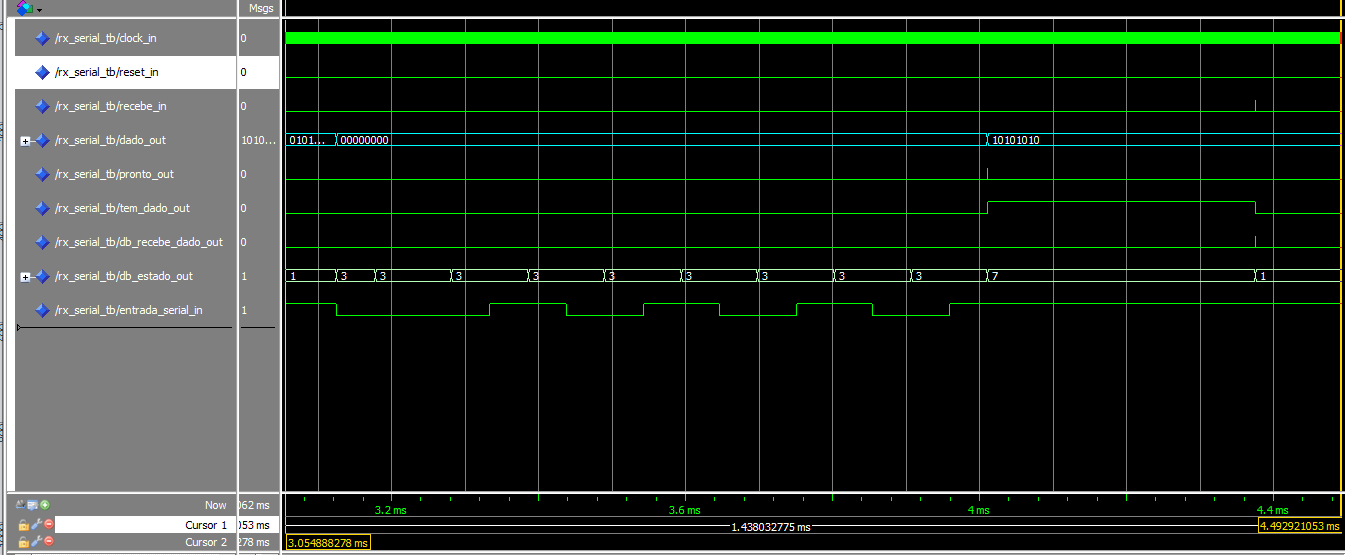 Msgs
/rx_serial_tb/clock_in 0
/rx_serial_tb/reset_in 0
/rx_serial_tb/recebe_in 0
/rx_serial_tb/dado_out 1010... 0101... 00000000 10101010
/rx_serial_tb/pronto_out 0
/rx_serial_tb/tem_dado_out 0
/rx_serial_tb/db_recebe_dado_out 0
/rx_serial_tb/db_estado_out 1 1 3 3 3 3 3 3 3 3 3 7 1
/rx_serial_tb/entrada_serial_in 1
Now 062 ms 3.2 ms 3.6 ms 4 ms 4.4 ms
Cursor 1 053 ms 1.438032775 ms 4.492921053 ms
Cursor 2 278 ms 3.054888278 ms